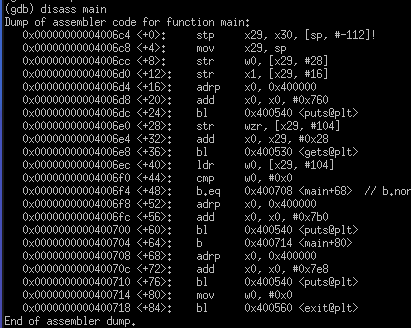 (gdb) disass main
Dump of assembler code for function main:
0x00000000004006c4 <+0>: stp x29, x30, [sp, #-112]!
0x00000000004006c8 <+4>: mov x29, sp
0x00000000004006cc <+8>: str w0, [x29, #28]
0x00000000004006d0 <+12>: str x1, [x29, #16]
0x00000000004006d4 <+16>: adrp x0, 0x400000
0x00000000004006d8 <+20>: add x0, x0, #0x760
0x00000000004006dc <+24>: bl 0x400540 <puts@plt>
0x00000000004006e0 <+28>: str wzr, [x29, #104]
0x00000000004006e4 <+32>: add x0, x29, #0x28
0x00000000004006e8 <+36>: bl 0x400530 <gets@plt>
0x00000000004006ec <+40>: ldr w0, [x29, #104]
0x00000000004006f0 <+44>: cmp w0, #0x0
0x00000000004006f4 <+48>: b.eq 0x400708 <main+68> // b.non
0x00000000004006f8 <+52>: adrp x0, 0x400000
0x00000000004006fc <+56>: add x0, x0, #0x7b0
0x0000000000400700 <+60>: bl 0x400540 <puts@plt>
0x0000000000400704 <+64>: b 0x400714 <main+80>
0x0000000000400708 <+68>: adrp x0, 0x400000
0x000000000040070c <+72>: add x0, x0, #0x7e8
0x0000000000400710 <+76>: bl 0x400540 <puts@plt>
0x0000000000400714 <+80>: mov w0, #0x0
0x0000000000400718 <+84>: bl 0x400560 <exit@plt>
End of assembler dump.